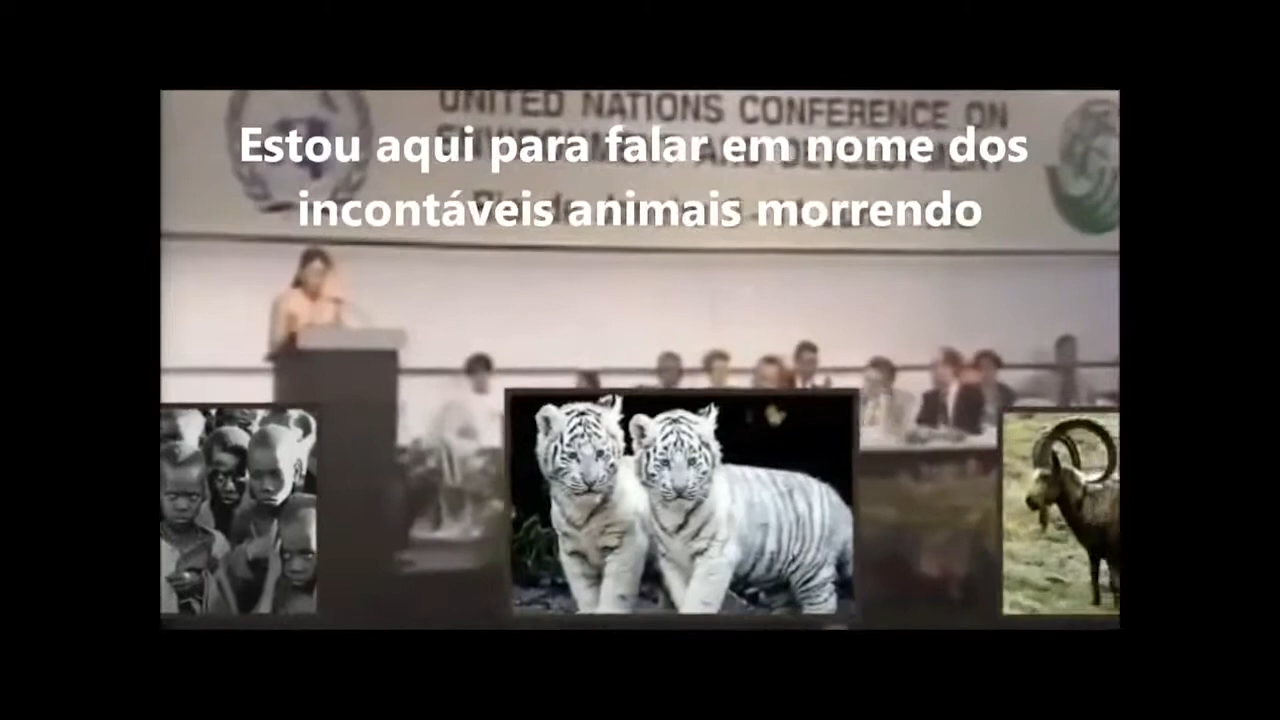 UNITED NATIONS CONFERENCE ON
Estou aqui para falar em nome dos
incontáveis animais morrendo